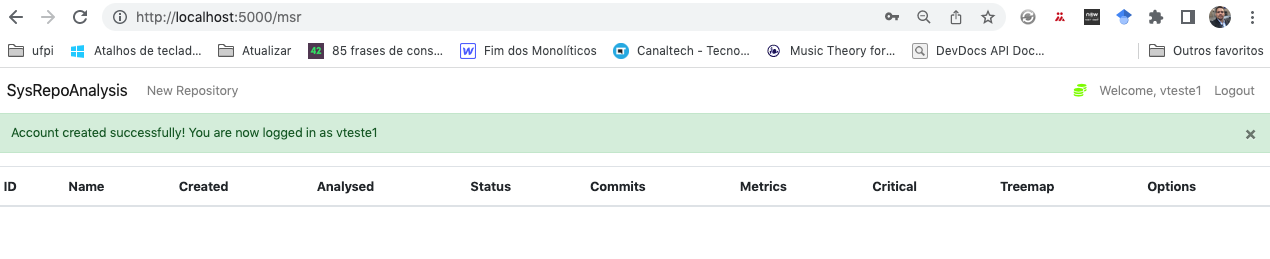 http://localhost:5000/msr
ufpi Atalhos de teclad... Atualizar 42 85 frases de cons... W Fim dos Monolíticos Canaltech - Tecno... Music Theory for... DevDocs API Doc... Outros favoritos
SysRepoAnalysis New Repository Welcome, vteste1 Logout
Account created successfully! You are now logged in as vteste1 ×
ID Name Created Analysed Status Commits Metrics Critical Treemap Options